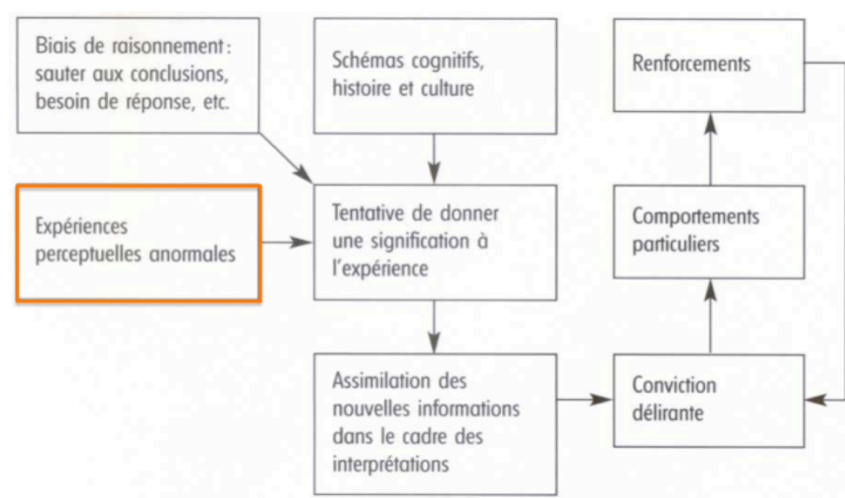 Biais de raisonnement :
sauter aux conclusions,
besoin de réponse, etc.
Schémas cognitifs,
histoire et culture
Renforcements
Expériences
perceptuelles anormales
Tentative de donner
une signification à
l'expérience
Comportements
particuliers
Assimilation des
nouvelles informations
dans le cadre des
interprétations
Conviction
délirante